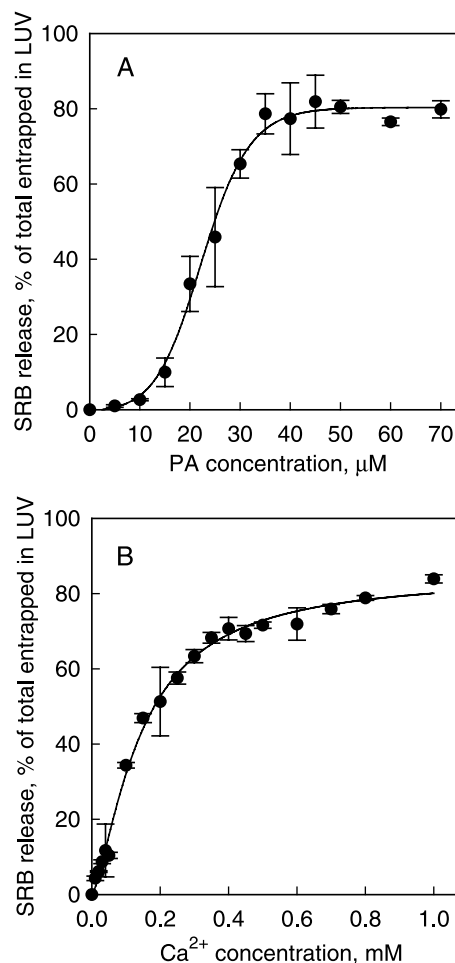 A
SRB release, % of total entrapped in LUV
100
80
60
40
20
0
0 10 20 30 40 50 60 70
PA concentration, μM
B
SRB release, % of total entrapped in LUV
100
80
60
40
20
0
0.0 0.2 0.4 0.6 0.8 1.0
Ca²⁺ concentration, mM